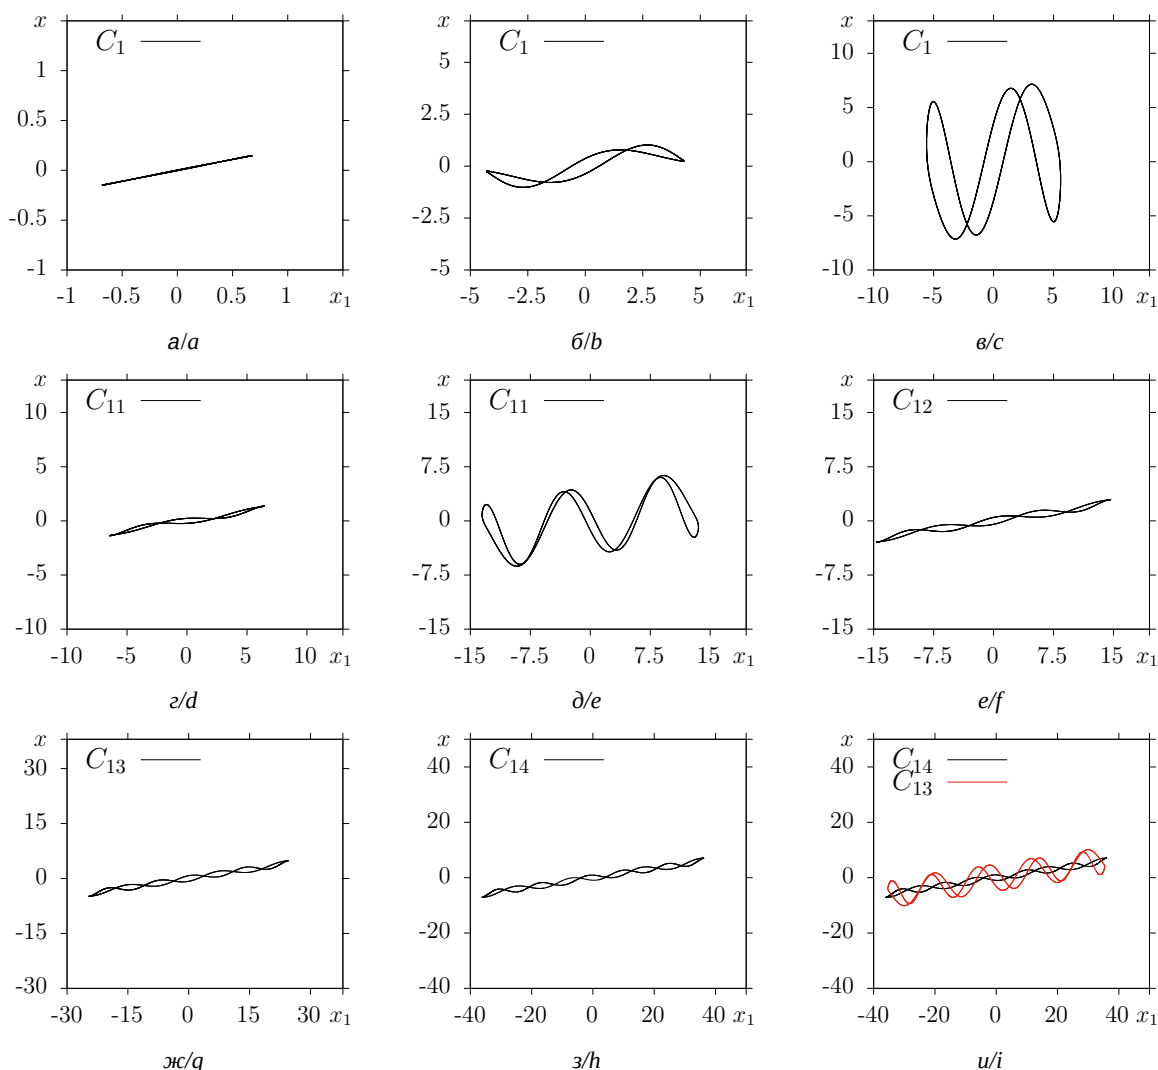 x x x
C₁ C₁ C₁
1 0.5 0 -0.5 -1
6 2.5 0 -2.5 -5
10 5 0 -5 -10
-1 -0.5 0 0.5 1 x₁
-5 -2.5 0 2.5 5 x₁
-10 -5 0 5 10 x₁
а/a б/b в/c
x x x
C₁₁ C₁₁ C₁₂
10 5 0 -5 -10
15 7.5 0 -7.5 -15
15 7.5 0 -7.5 -15
-10 -5 0 5 10 x₁
-15 -7.5 0 7.5 15 x₁
-15 -7.5 0 7.5 15 x₁
г/d д/e е/f
x x x
C₁₃ C₁₄ C₁₄
C₁₃
30 15 0 -15 -30
40 20 0 -20 -40
40 20 0 -20 -40
-30 -15 0 15 30 x₁
-40 -20 0 20 40 x₁
-40 -20 0 20 40 x₁
ж/g з/h и/i